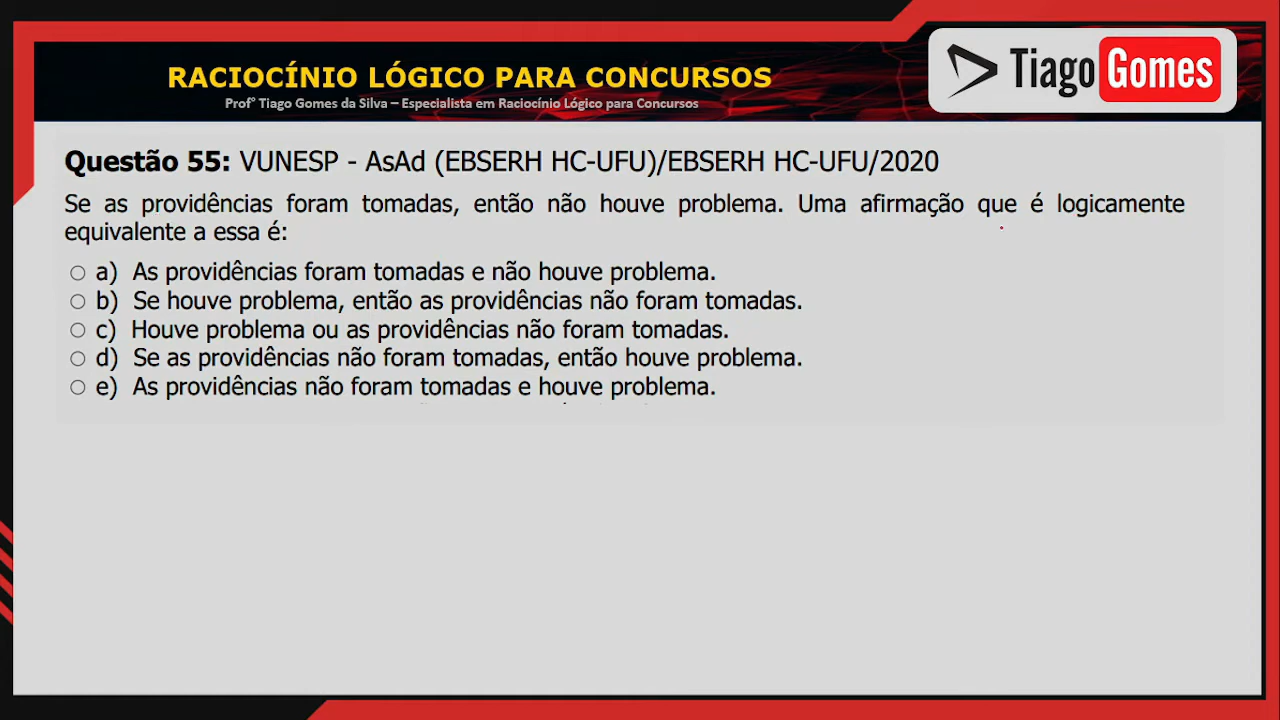 RACIOCÍNIO LÓGICO PARA CONCURSOS
Prof° Tiago Gomes da Silva – Especialista em Raciocínio Lógico para Concursos
Tiago Gomes
Questão 55: VUNESP - AsAd (EBSERH HC-UFU)/EBSERH HC-UFU/2020
Se as providências foram tomadas, então não houve problema. Uma afirmação que é logicamente
equivalente a essa é:
a) As providências foram tomadas e não houve problema.
b) Se houve problema, então as providências não foram tomadas.
c) Houve problema ou as providências não foram tomadas.
d) Se as providências não foram tomadas, então houve problema.
e) As providências não foram tomadas e houve problema.